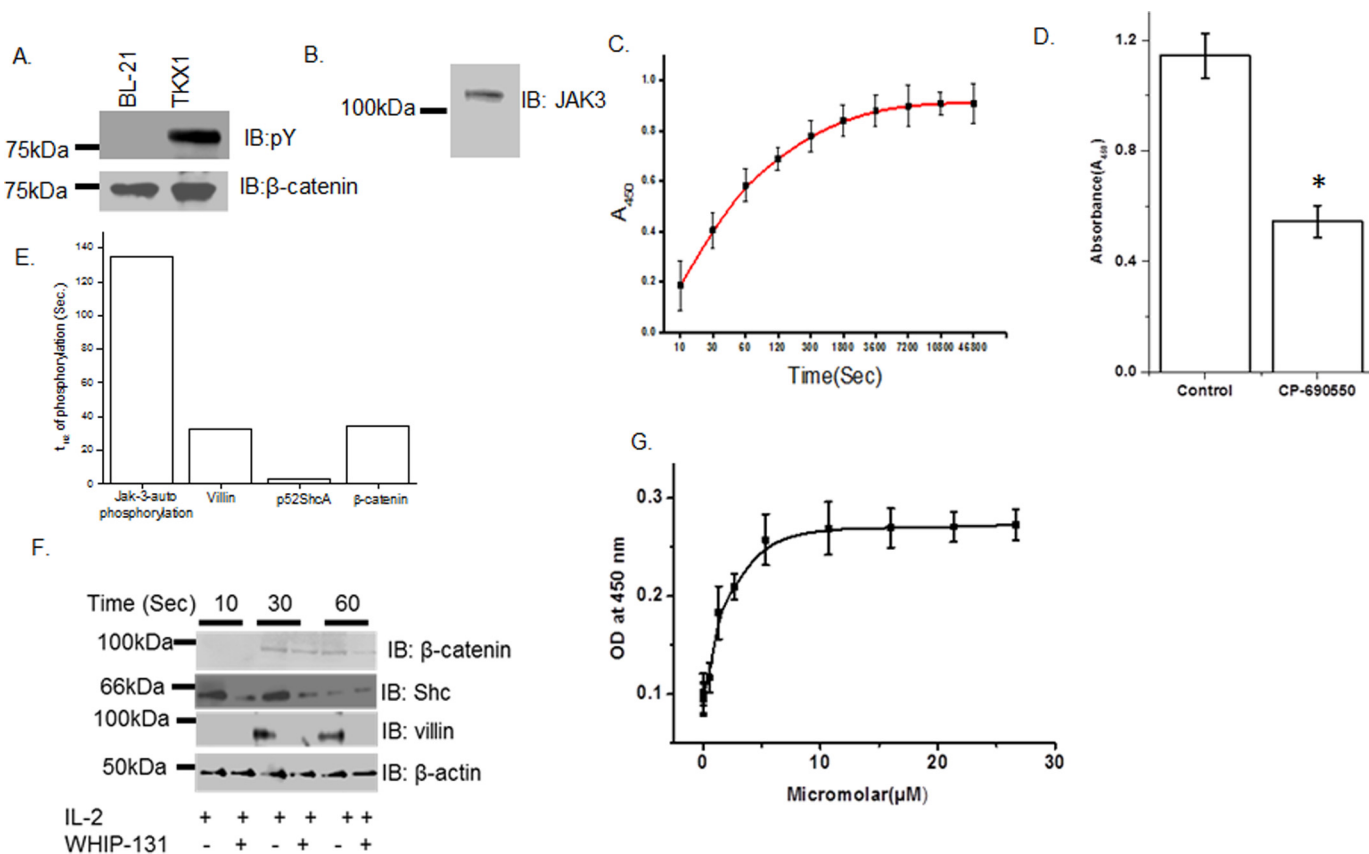 A.
BL-21
TKX1
75kDa
IB:pY
75kDa
IB:β-catenin
B.
100kDa
IB: JAK3
C.
A450
1.0
0.8
0.6
0.4
0.2
0.0
10 30 60 120 300 1800 3600 7200 10800 46800
Time(Sec)
D.
Absorbance(A450)
1.2
0.8
0.4
0.0
*
Control CP-690550
E.
t1/2 of phosphorylation (Sec.)
140
120
100
80
60
40
20
0
Jak-3-auto phosphorylation
Villin
p52ShcA
β-catenin
F.
Time (Sec) 10 30 60
100kDa
IB: β-catenin
66kDa
IB: Shc
100kDa
IB: villin
50kDa
IB: β-actin
IL-2 + + + + + +
WHIP-131 - + - + - +
G.
OD at 450 nm
0.3
0.2
0.1
0 10 20 30
Micromolar(μM)